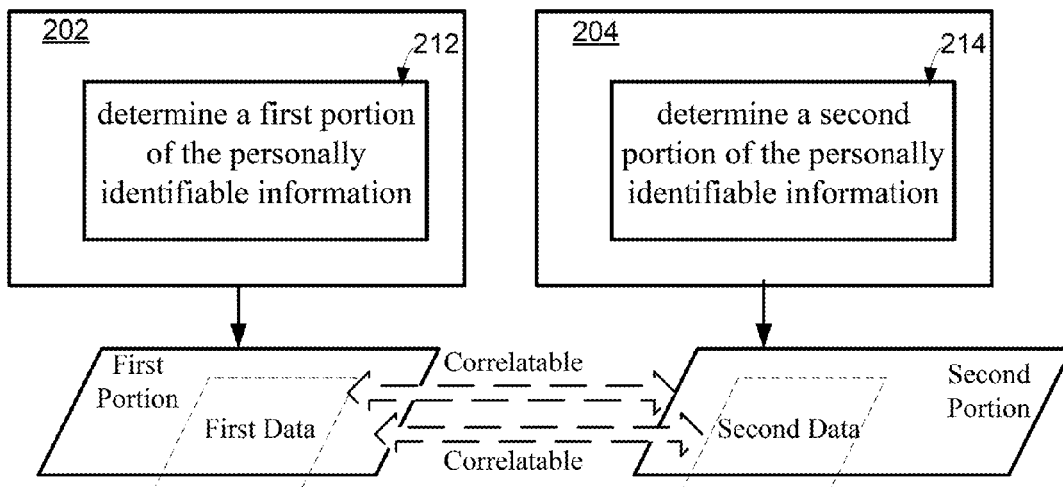 202
212
determine a first portion
of the personally
identifiable information
204
214
determine a second
portion of the personally
identifiable information
First
Portion
First Data
Correlatable
Correlatable
Second Data
Second
Portion